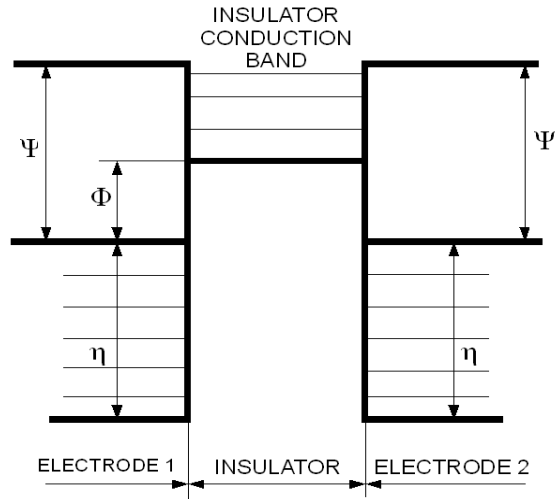 INSULATOR
CONDUCTION
BAND
Ψ
Ψ
Φ
η
η
ELECTRODE 1
INSULATOR
ELECTRODE 2